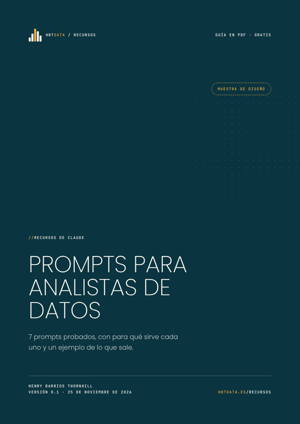 HBTDATA / RECURSOS
GUÍA EN PDF · GRATIS
MUESTRA DE DISEÑO
//RECURSOS DE CLAUDE
PROMPTS PARA
ANALISTAS DE
DATOS
7 prompts probados, con para qué sirve cada
uno y un ejemplo de lo que sale.
HENRY BARRIOS THORNHILL
VERSIÓN 0.1 · 25 DE NOVIEMBRE DE 2026
HBTDATA.ES/RECURSOS